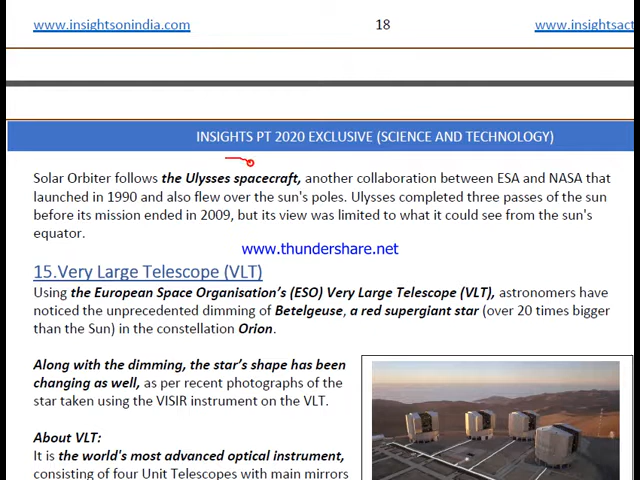 www.insightsonindia.com 18 www.insightsact
INSIGHTS PT 2020 EXCLUSIVE (SCIENCE AND TECHNOLOGY)
Solar Orbiter follows the Ulysses spacecraft, another collaboration between ESA and NASA that
launched in 1990 and also flew over the sun's poles. Ulysses completed three passes of the sun
before its mission ended in 2009, but its view was limited to what it could see from the sun's
equator.
www.thundershare.net
15.Very Large Telescope (VLT)
Using the European Space Organisation's (ESO) Very Large Telescope (VLT), astronomers have
noticed the unprecedented dimming of Betelgeuse, a red supergiant star (over 20 times bigger
than the Sun) in the constellation Orion.
Along with the dimming, the star's shape has been
changing as well, as per recent photographs of the
star taken using the VISIR instrument on the VLT.
About VLT:
It is the world's most advanced optical instrument,
consisting of four Unit Telescopes with main mirrors